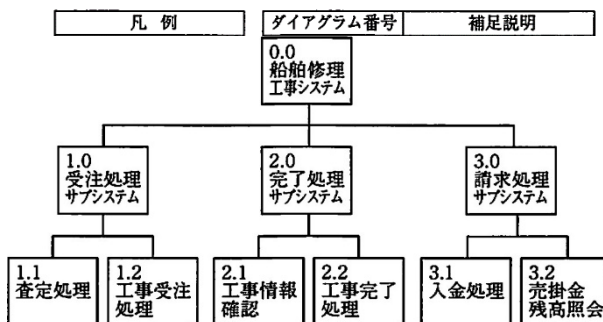 凡 例
ダイアグラム番号
補足説明
0.0
船舶修理
工事システム
1.0
受注処理
サブシステム
2.0
完了処理
サブシステム
3.0
請求処理
サブシステム
1.1
査定処理
1.2
工事受注
処理
2.1
工事情報
確認
2.2
工事完了
処理
3.1
入金処理
3.2
売掛金
残高照会